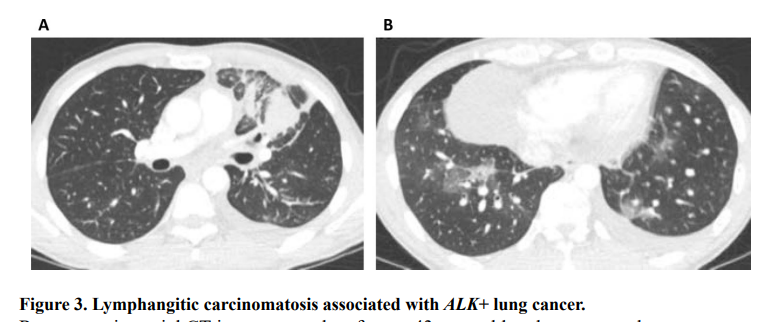 A
B
Figure 3. Lymphangitic carcinomatosis associated with ALK+ lung cancer.